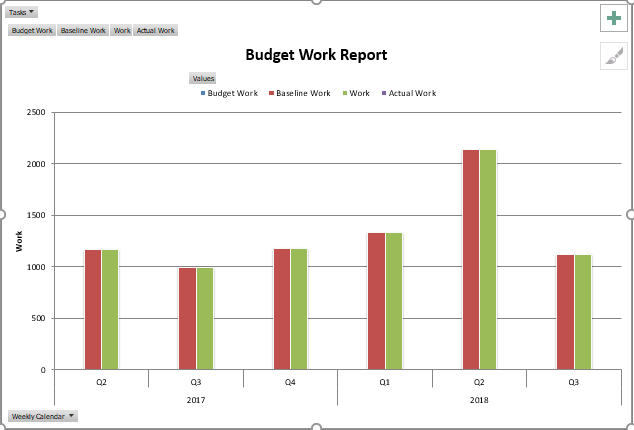 Tasks
Budget Work Baseline Work Work Actual Work
Budget Work Report
Values
Budget Work Baseline Work Work Actual Work
2500
2000
1500
1000
500
0
Work
Q2 Q3 Q4 Q1 Q2 Q3
2017 2018
Weekly Calendar